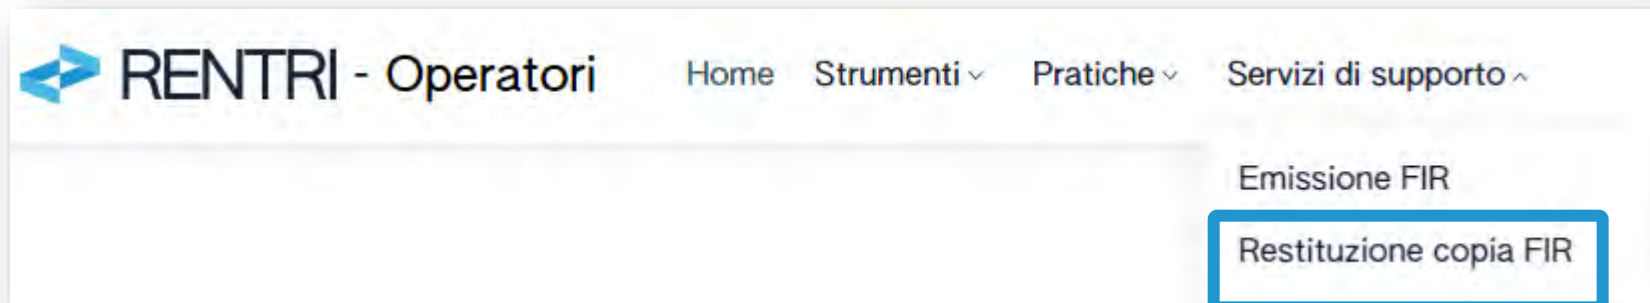 RENTRI - Operatori Home Strumenti Pratiche Servizi di supporto
Emissione FIR
Restituzione copia FIR